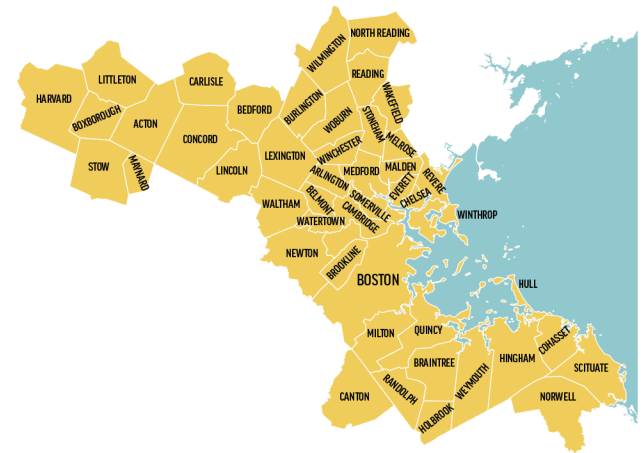 NORTH READING
WILMINGTON
READING
LITTLETON
CARLISLE
HARVARD
WAKEFIELD
BURLINGTON
BEDFORD
BOXBOROUGH
WOBURN
STONEHAM
ACTON
CONCORD
MELROSE
WINCHESTER
LEXINGTON
STOW
MAYNARD
LINCOLN
MEDFORD
MALDEN
REVERE
ARLINGTON
EVERETT
CHELSEA
WALTHAM
BELMONT
SOMERVILLE
CAMBRIDGE
WINTHROP
WATERTOWN
NEWTON
BROOKLINE
BOSTON
HULL
MILTON
QUINCY
COHASSET
BRAINTREE
HINGHAM
SCITUATE
WEYMOUTH
RANDOLPH
CANTON
NORWELL
HOLBROOK